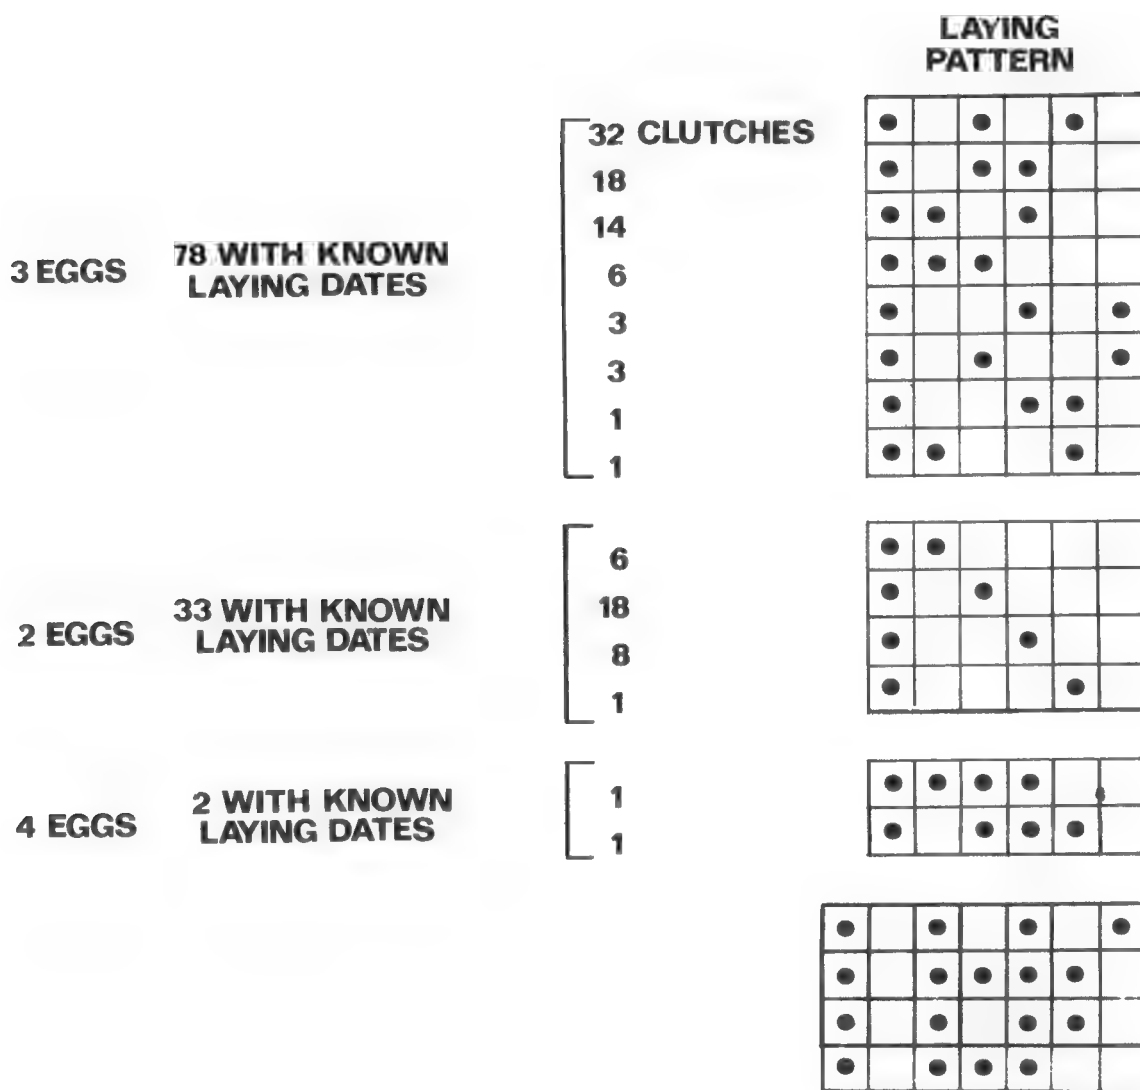 LAYING
PATTERN
32 CLUTCHES
18
14
6
3
3
1
1
3 EGGS
78 WITH KNOWN
LAYING DATES
6
18
8
1
2 EGGS
33 WITH KNOWN
LAYING DATES
1
1
4 EGGS
2 WITH KNOWN
LAYING DATES